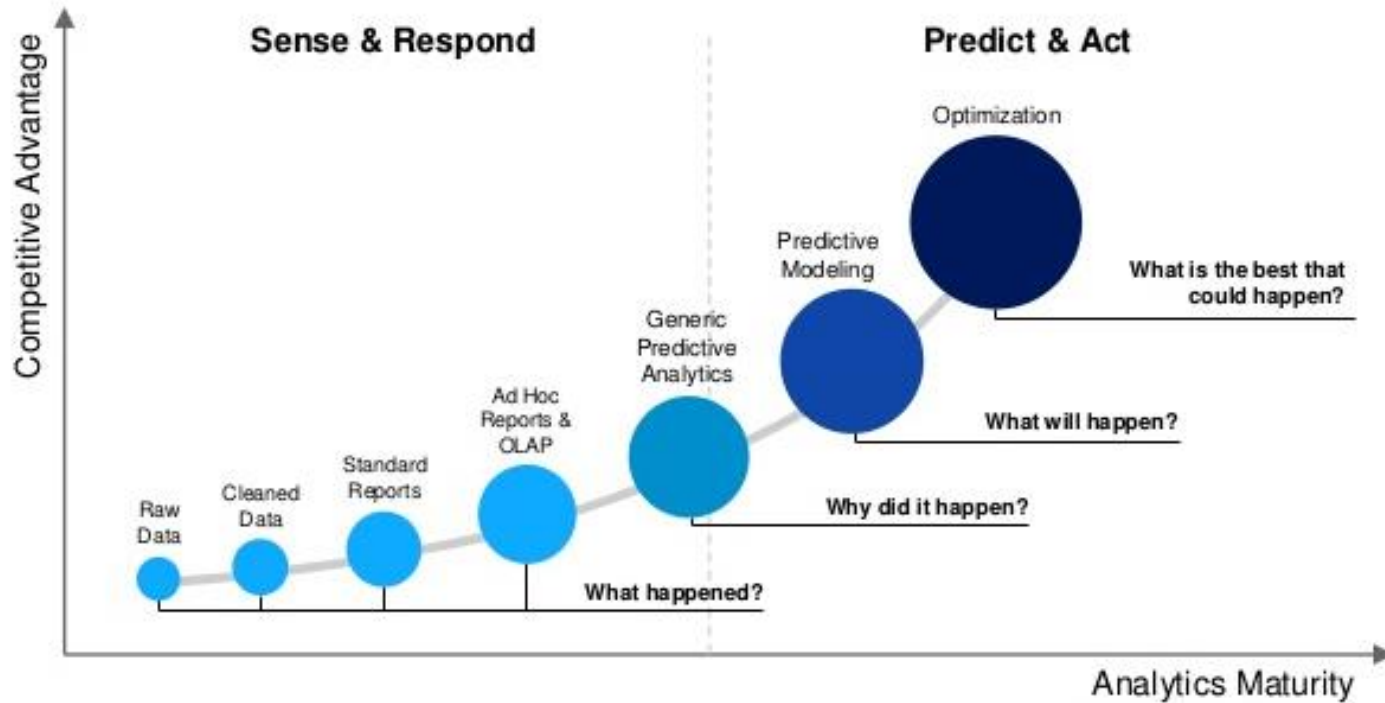 Sense & Respond
Predict & Act
Competitive Advantage
Optimization
Predictive
Modeling
What is the best that
could happen?
Generic
Predictive
Analytics
Ad Hoc
Reports &
OLAP
What will happen?
Standard
Reports
Cleaned
Data
Raw
Data
Why did it happen?
What happened?
Analytics Maturity